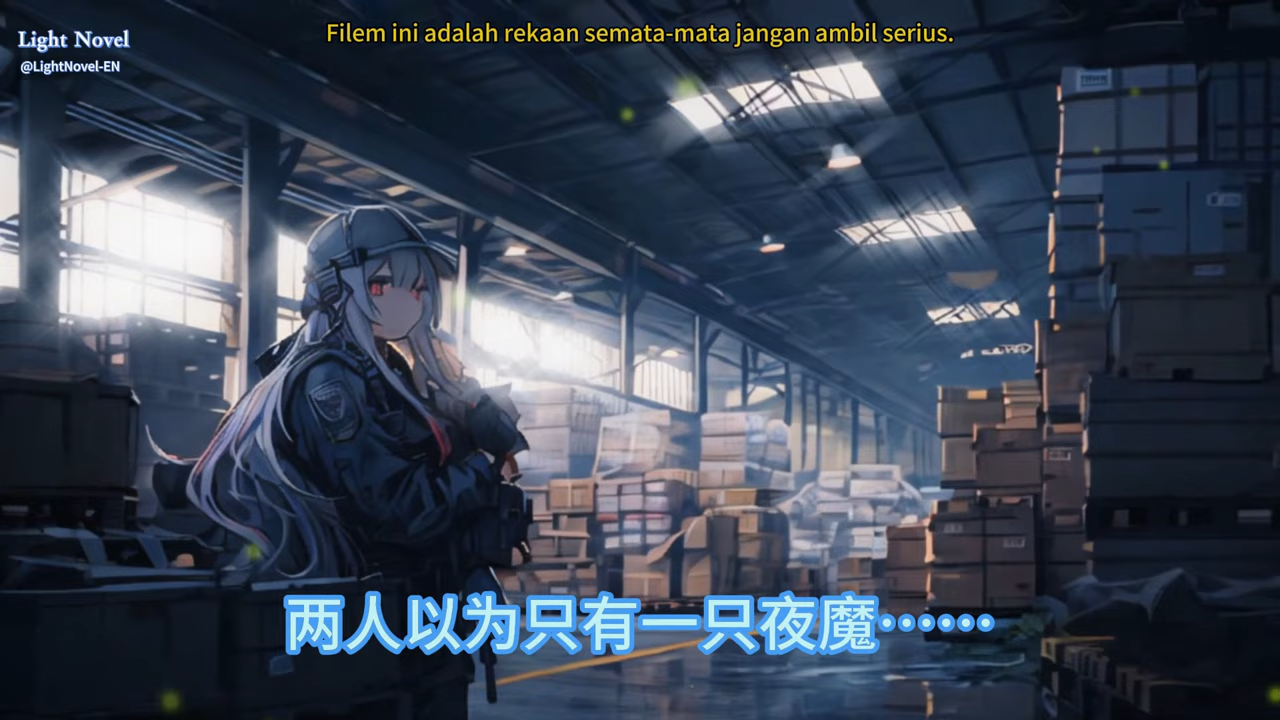 Filem ini adalah rekaan semata-mata jangan ambil serius.
Light Novel
@LightNovel-EN
两人以为只有一只夜魔……